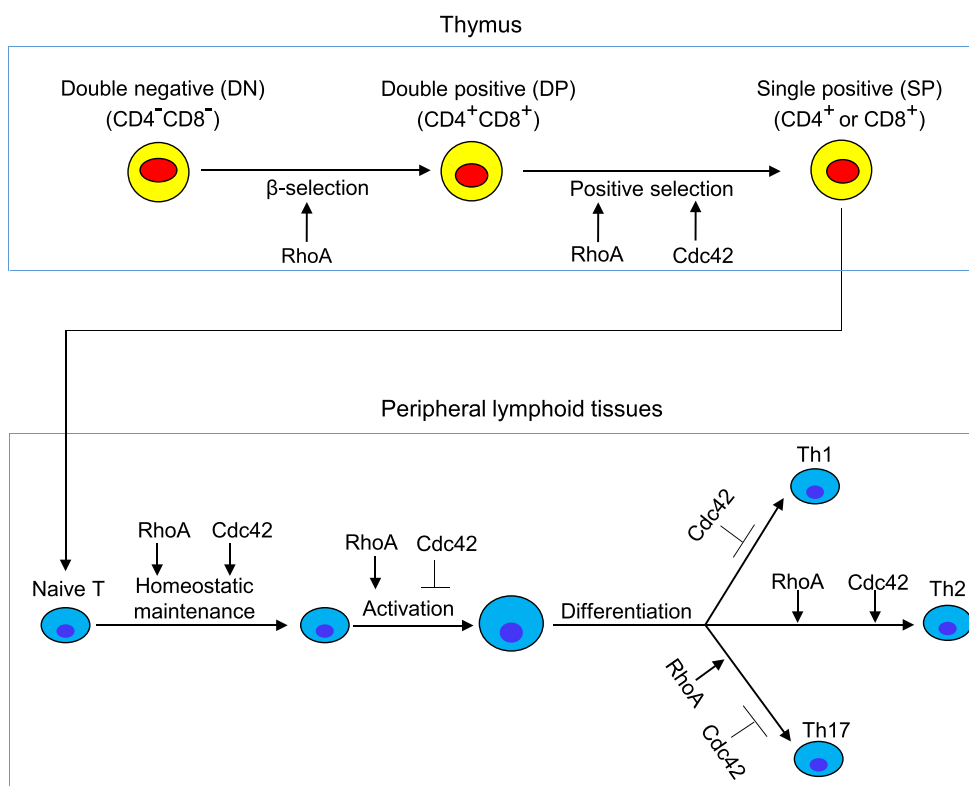 Thymus
Double negative (DN)
(CD4⁻CD8⁻)
Double positive (DP)
(CD4⁺CD8⁺)
Single positive (SP)
(CD4⁺ or CD8⁺)
β-selection
Positive selection
RhoA
RhoA
Cdc42
Peripheral lymphoid tissues
Th1
Cdc42
RhoA
Cdc42
RhoA
Cdc42
RhoA
Cdc42
Naive T
Homeostatic
maintenance
Activation
Differentiation
Th2
RhoA
Cdc42
Th17